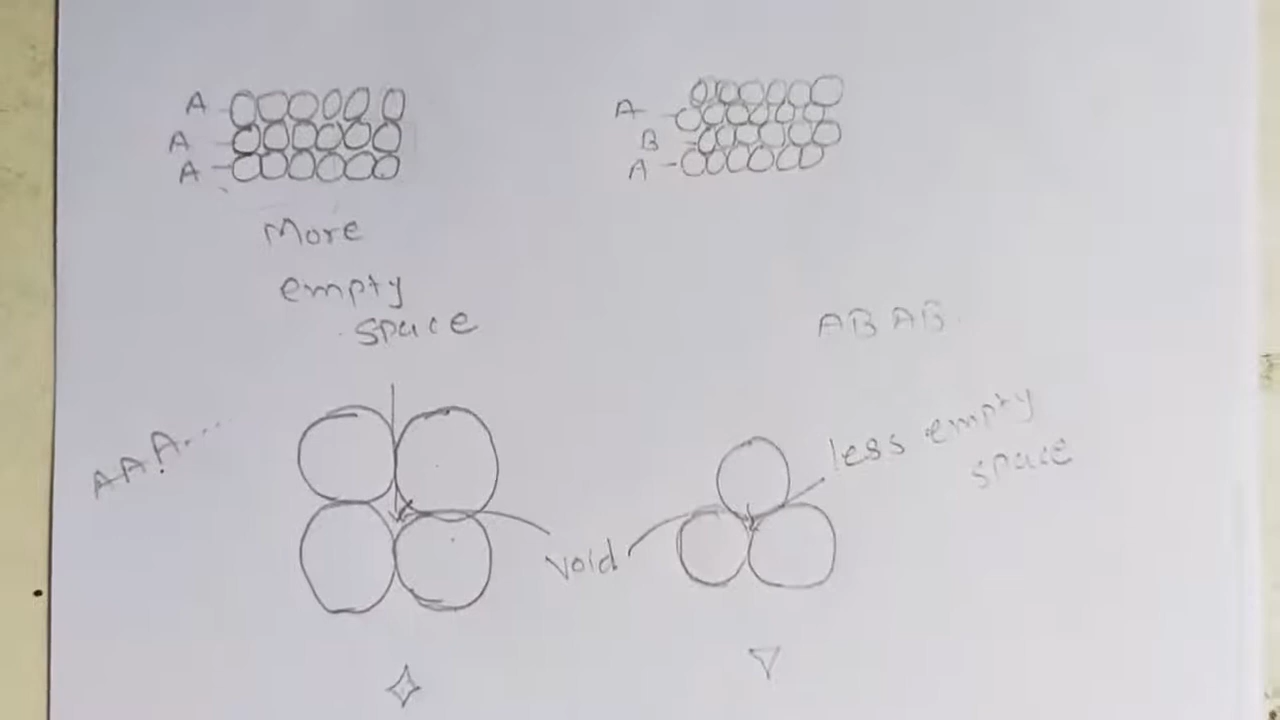 A
A
A
More
empty
space
A
B
A
AB AB
AAA....
less empty
space
void